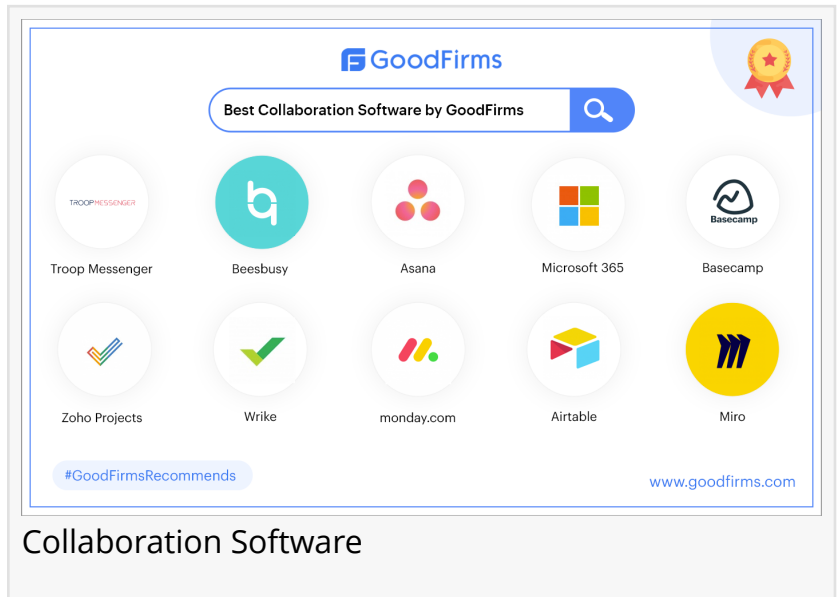 GoodFirms
Best Collaboration Software by GoodFirms
TROOP MESSENGER
Basecamp
Troop Messenger
Beesbusy
Asana
Microsoft 365
Basecamp
Zoho Projects
Wrike
monday.com
Airtable
Miro
#GoodFirmsRecommends
www.goodfirms.com
Collaboration Software